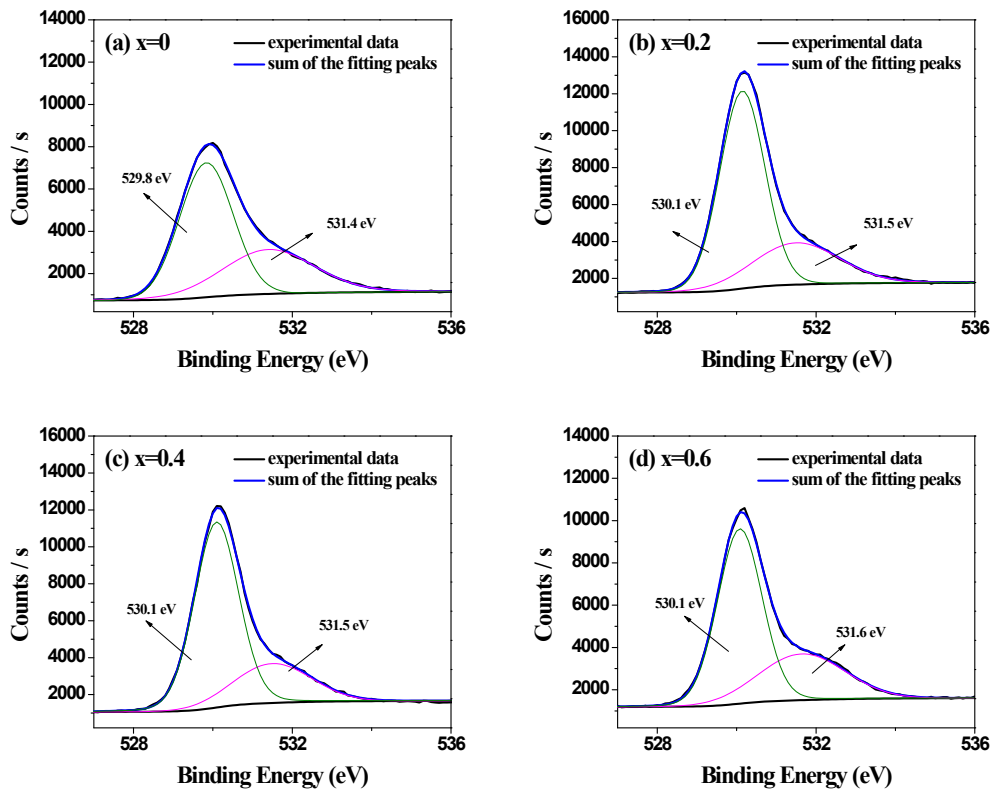 14000
12000
10000
8000
6000
4000
2000
Counts / s
(a) x=0
experimental data
sum of the fitting peaks
529.8 eV
531.4 eV
528
532
536
Binding Energy (eV)
16000
14000
12000
10000
8000
6000
4000
2000
Counts / s
(b) x=0.2
experimental data
sum of the fitting peaks
530.1 eV
531.5 eV
528
532
536
Binding Energy (eV)
16000
14000
12000
10000
8000
6000
4000
2000
Counts / s
(c) x=0.4
experimental data
sum of the fitting peaks
530.1 eV
531.5 eV
528
532
536
Binding Energy (eV)
14000
12000
10000
8000
6000
4000
2000
Counts / s
(d) x=0.6
experimental data
sum of the fitting peaks
530.1 eV
531.6 eV
528
532
536
Binding Energy (eV)